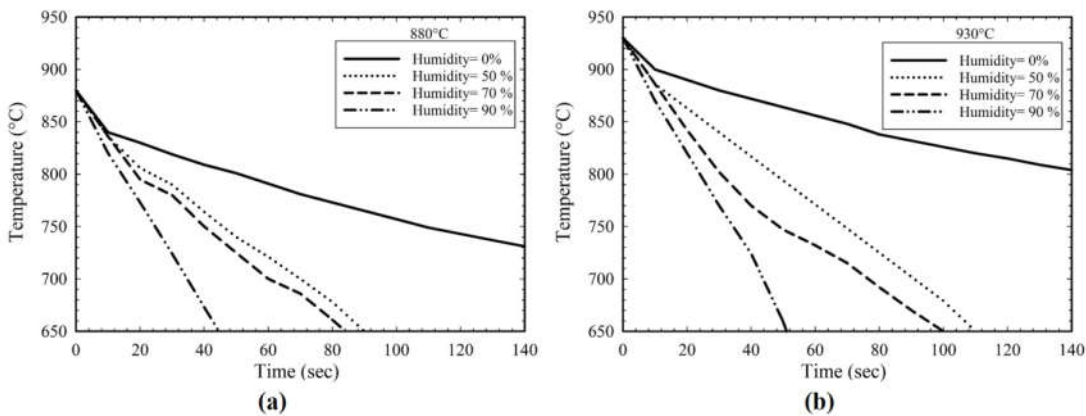 880°C
Humidity= 0%
Humidity= 50 %
Humidity= 70 %
Humidity= 90 %
Temperature (°C)
950
900
850
800
750
700
650
0 20 40 60 80 100 120 140
Time (sec)
(a)
930°C
Humidity= 0%
Humidity= 50 %
Humidity= 70 %
Humidity= 90 %
Temperature (°C)
950
900
850
800
750
700
650
0 20 40 60 80 100 120 140
Time (sec)
(b)